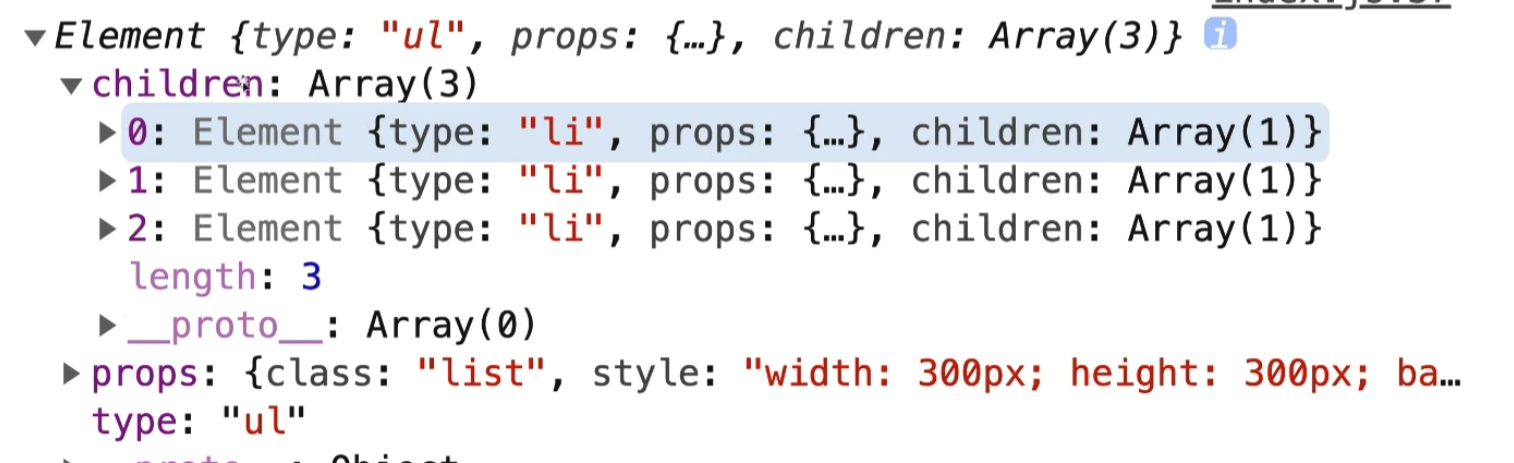 Element {type: "ul", props: {…}, children: Array(3)} i
children: Array(3)
0: Element {type: "li", props: {…}, children: Array(1)}
1: Element {type: "li", props: {…}, children: Array(1)}
2: Element {type: "li", props: {…}, children: Array(1)}
length: 3
__proto__: Array(0)
props: {class: "list", style: "width: 300px; height: 300px; ba…
type: "ul"
__proto__: Object